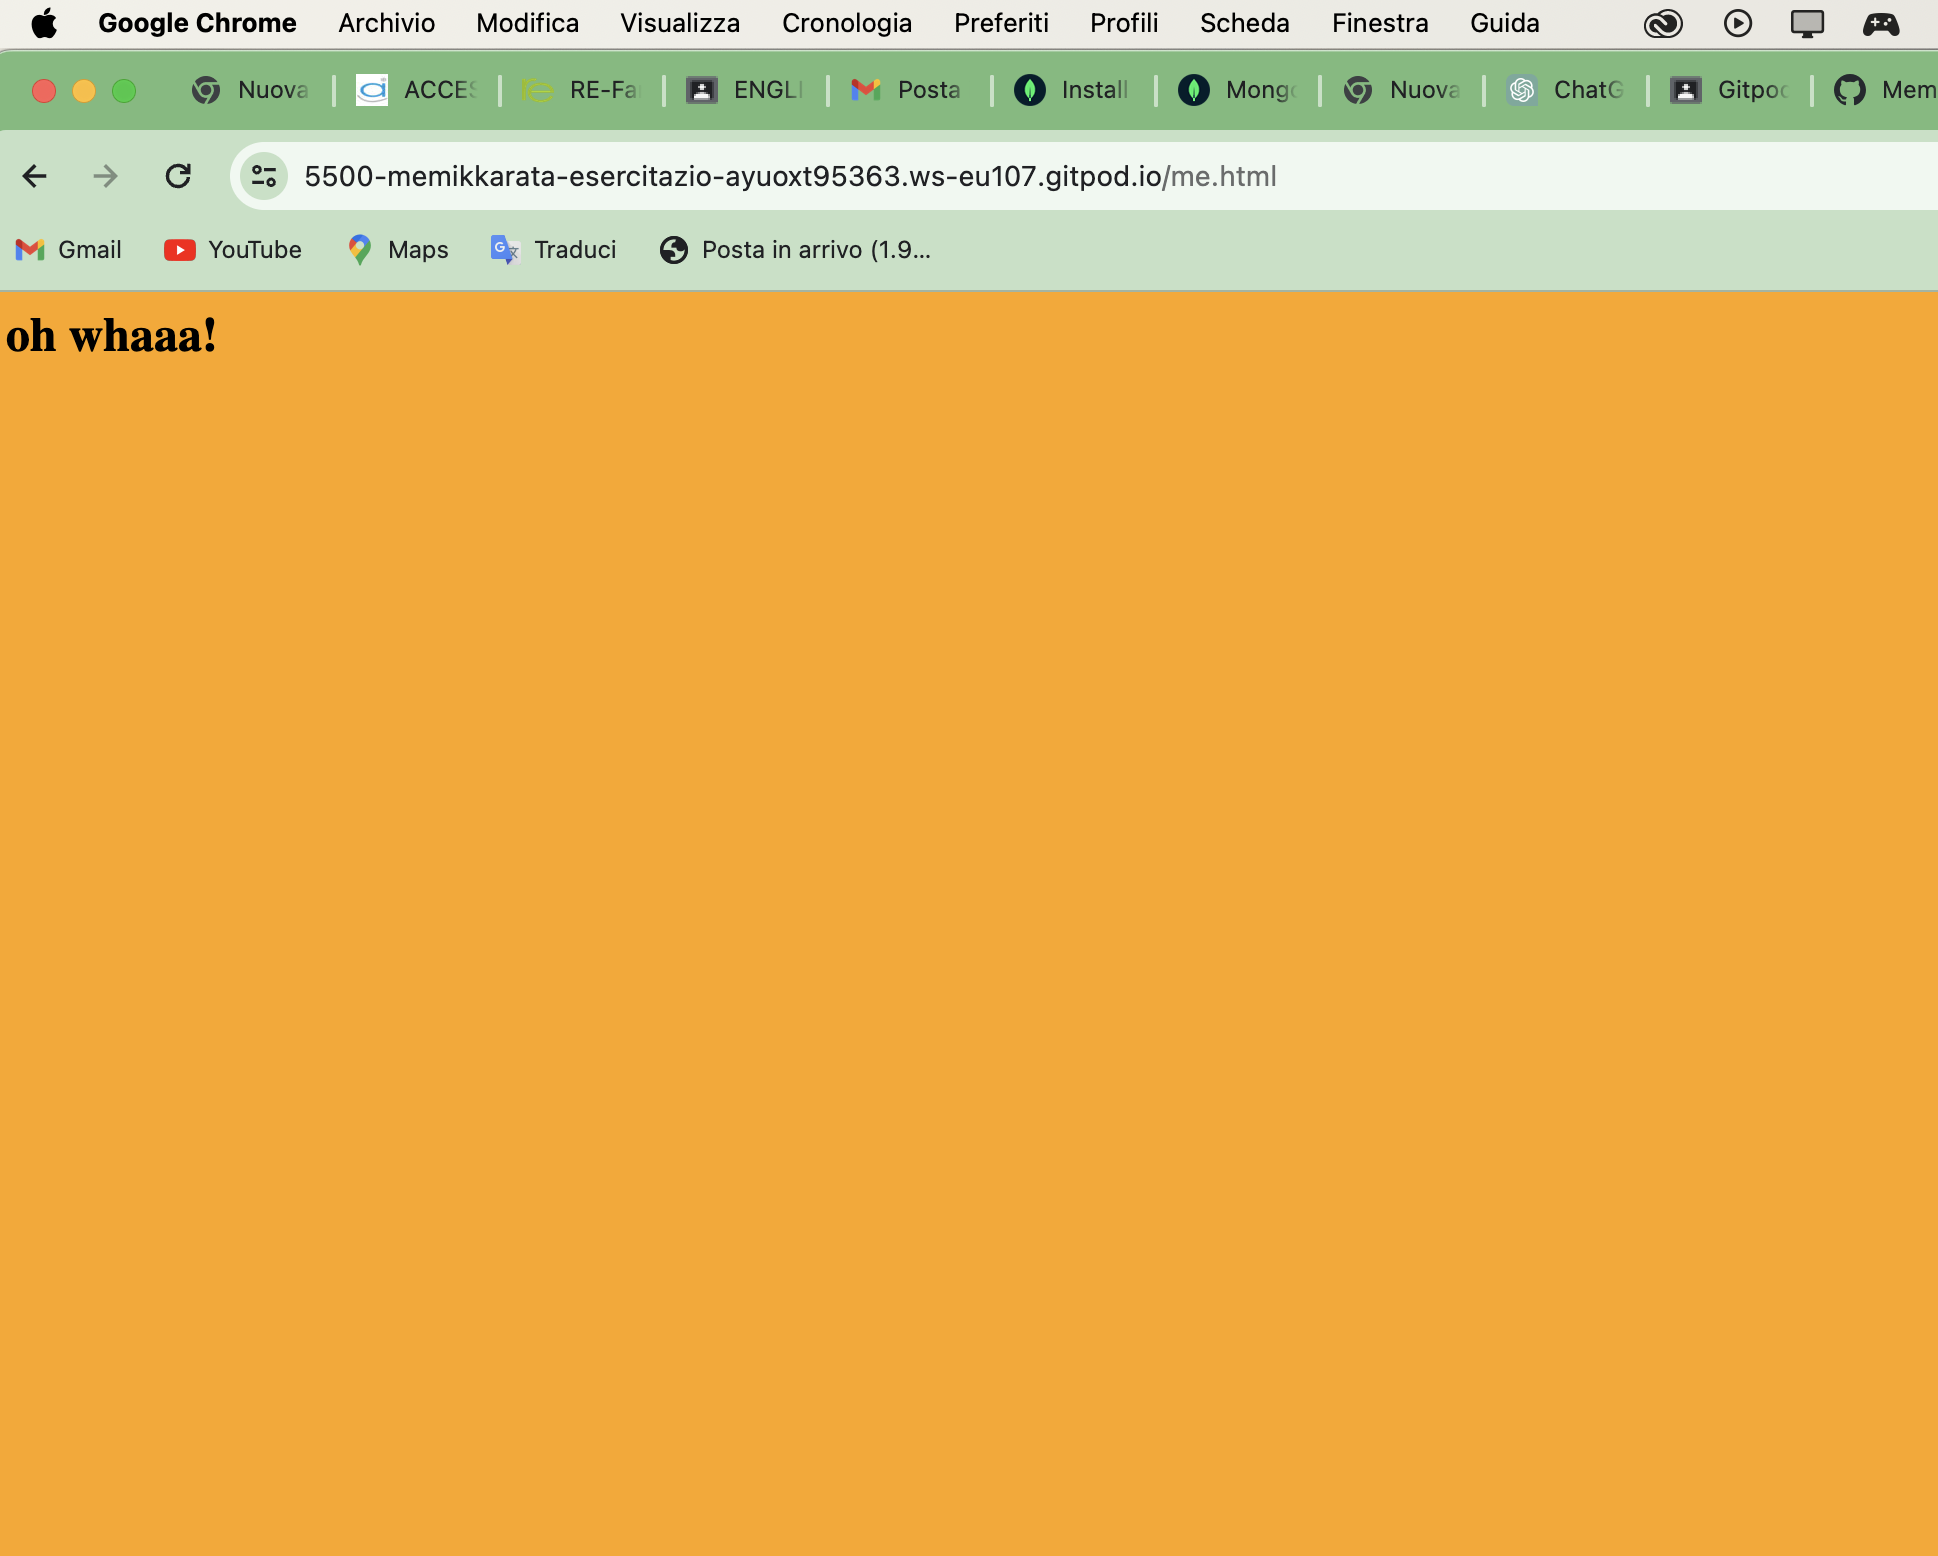 Google Chrome Archivio Modifica Visualizza Cronologia Preferiti Profili Scheda Finestra Guida
Nuova ACCES RE-Fa ENGLI Posta Install Mongo Nuova ChatG Gitpod Mem
5500-memikkarata-esercitazio-ayuoxt95363.ws-eu107.gitpod.io/me.html
Gmail YouTube Maps Traduci Posta in arrivo (1.9...
oh whaaa!